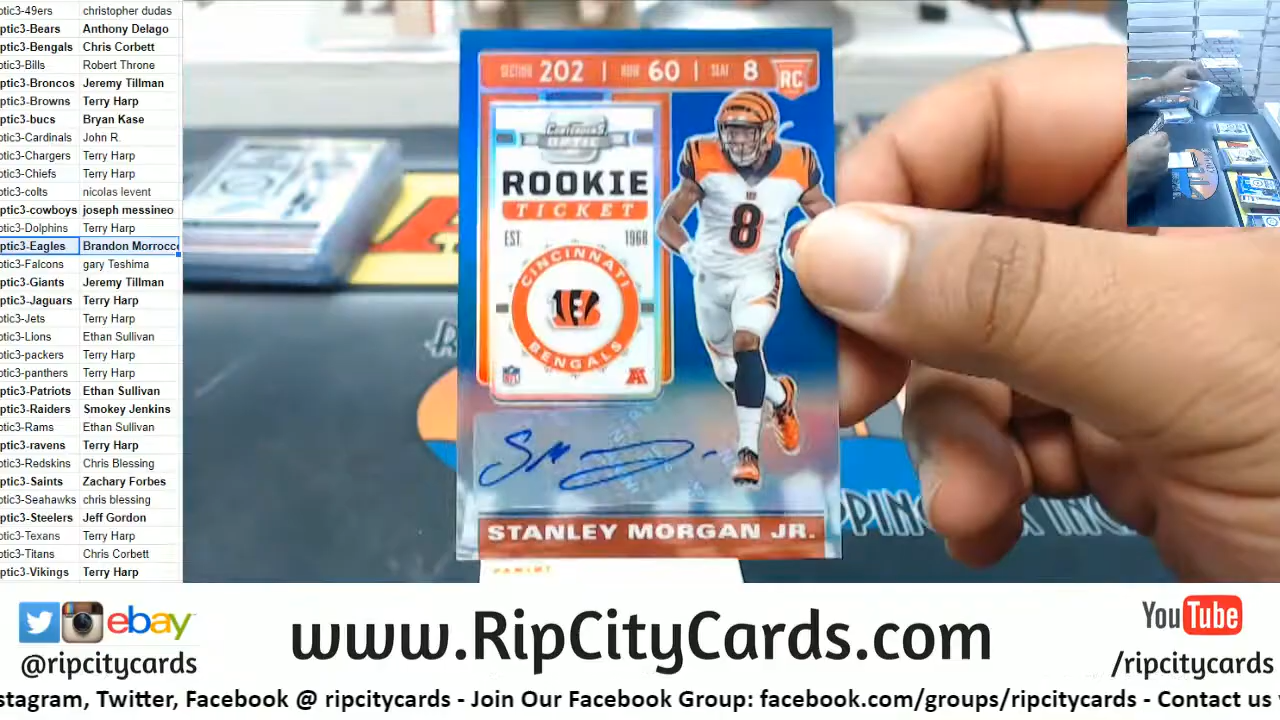 ptic3-49ers christopher dudas
ptic3-Bears Anthony Delago
ptic3-Bengals Chris Corbett
ptic3-Bills Robert Throne
ptic3-Broncos Jeremy Tillman
ptic3-Browns Terry Harp
ptic3-bucs Bryan Kase
ptic3-Cardinals John R.
ptic3-Chargers Terry Harp
ptic3-Chiefs Terry Harp
ptic3-colts nicolas levent
ptic3-cowboys joseph messineo
ptic3-Dolphins Terry Harp
ptic3-Eagles Brandon Morrocc
ptic3-Falcons gary Teshima
ptic3-Giants Jeremy Tillman
ptic3-Jaguars Terry Harp
ptic3-Jets Terry Harp
ptic3-Lions Ethan Sullivan
ptic3-packers Terry Harp
ptic3-panthers Terry Harp
ptic3-Patriots Ethan Sullivan
ptic3-Raiders Smokey Jenkins
ptic3-Rams Ethan Sullivan
ptic3-ravens Terry Harp
ptic3-Redskins Chris Blessing
ptic3-Saints Zachary Forbes
ptic3-Seahawks chris blessing
ptic3-Steelers Jeff Gordon
ptic3-Texans Terry Harp
ptic3-Titans Chris Corbett
ptic3-Vikings Terry Harp
SECTION 202 | ROW 60 | SEAT 8 RC
CONTENDERS
OPTIC
ROOKIE
TICKET
EST. 1968
CINCINNATI
B
BENGALS
NFL
8
STANLEY MORGAN JR.
PANINI
PPIN
INC
ebay
@ripcitycards
www.RipCityCards.com
YouTube
/ripcitycards
stagram, Twitter, Facebook @ ripcitycards - Join Our Facebook Group: facebook.com/groups/ripcitycards - Contact us